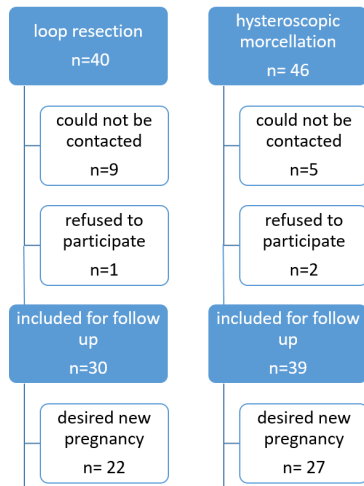 loop resection
n=40
could not be
contacted
n=9
refused to
participate
n=1
included for follow
up
n=30
desired new
pregnancy
n= 22
hysteroscopic
morcellation
n= 46
could not be
contacted
n=5
refused to
participate
n=2
included for follow
up
n=39
desired new
pregnancy
n= 27